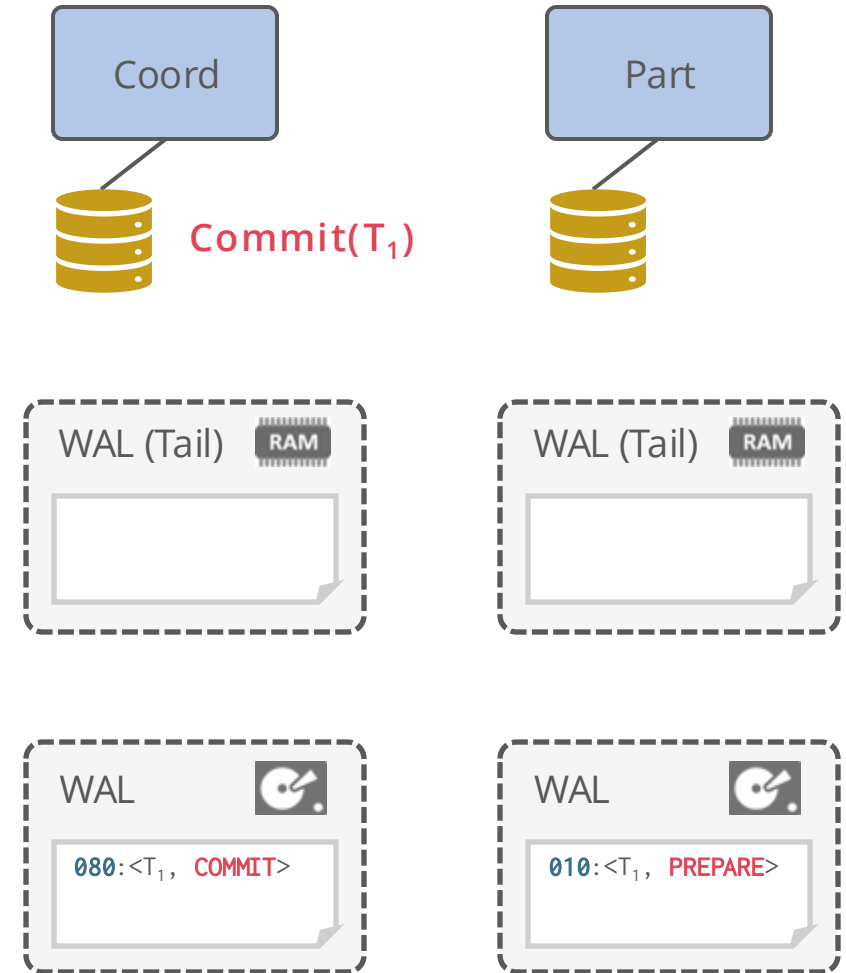 Coord
Part
Commit(T₁)
WAL (Tail) RAM
WAL (Tail) RAM
WAL
WAL
080:<T₁, COMMIT>
010:<T₁, PREPARE>